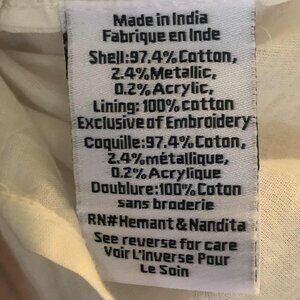 Made in India
Fabrique en Inde
Shell:97.4% Cotton,
2.4% Metallic,
0.2% Acrylic,
Lining: 100% cotton
Exclusive of Embroidery
Coquille:97.4% Coton,
2.4% métallique,
0.2% Acrylique
Doublure:100% Coton
sans broderie
RN# Hemant & Nandita
See reverse for care
Voir L'Inverse Pour
Le Soin